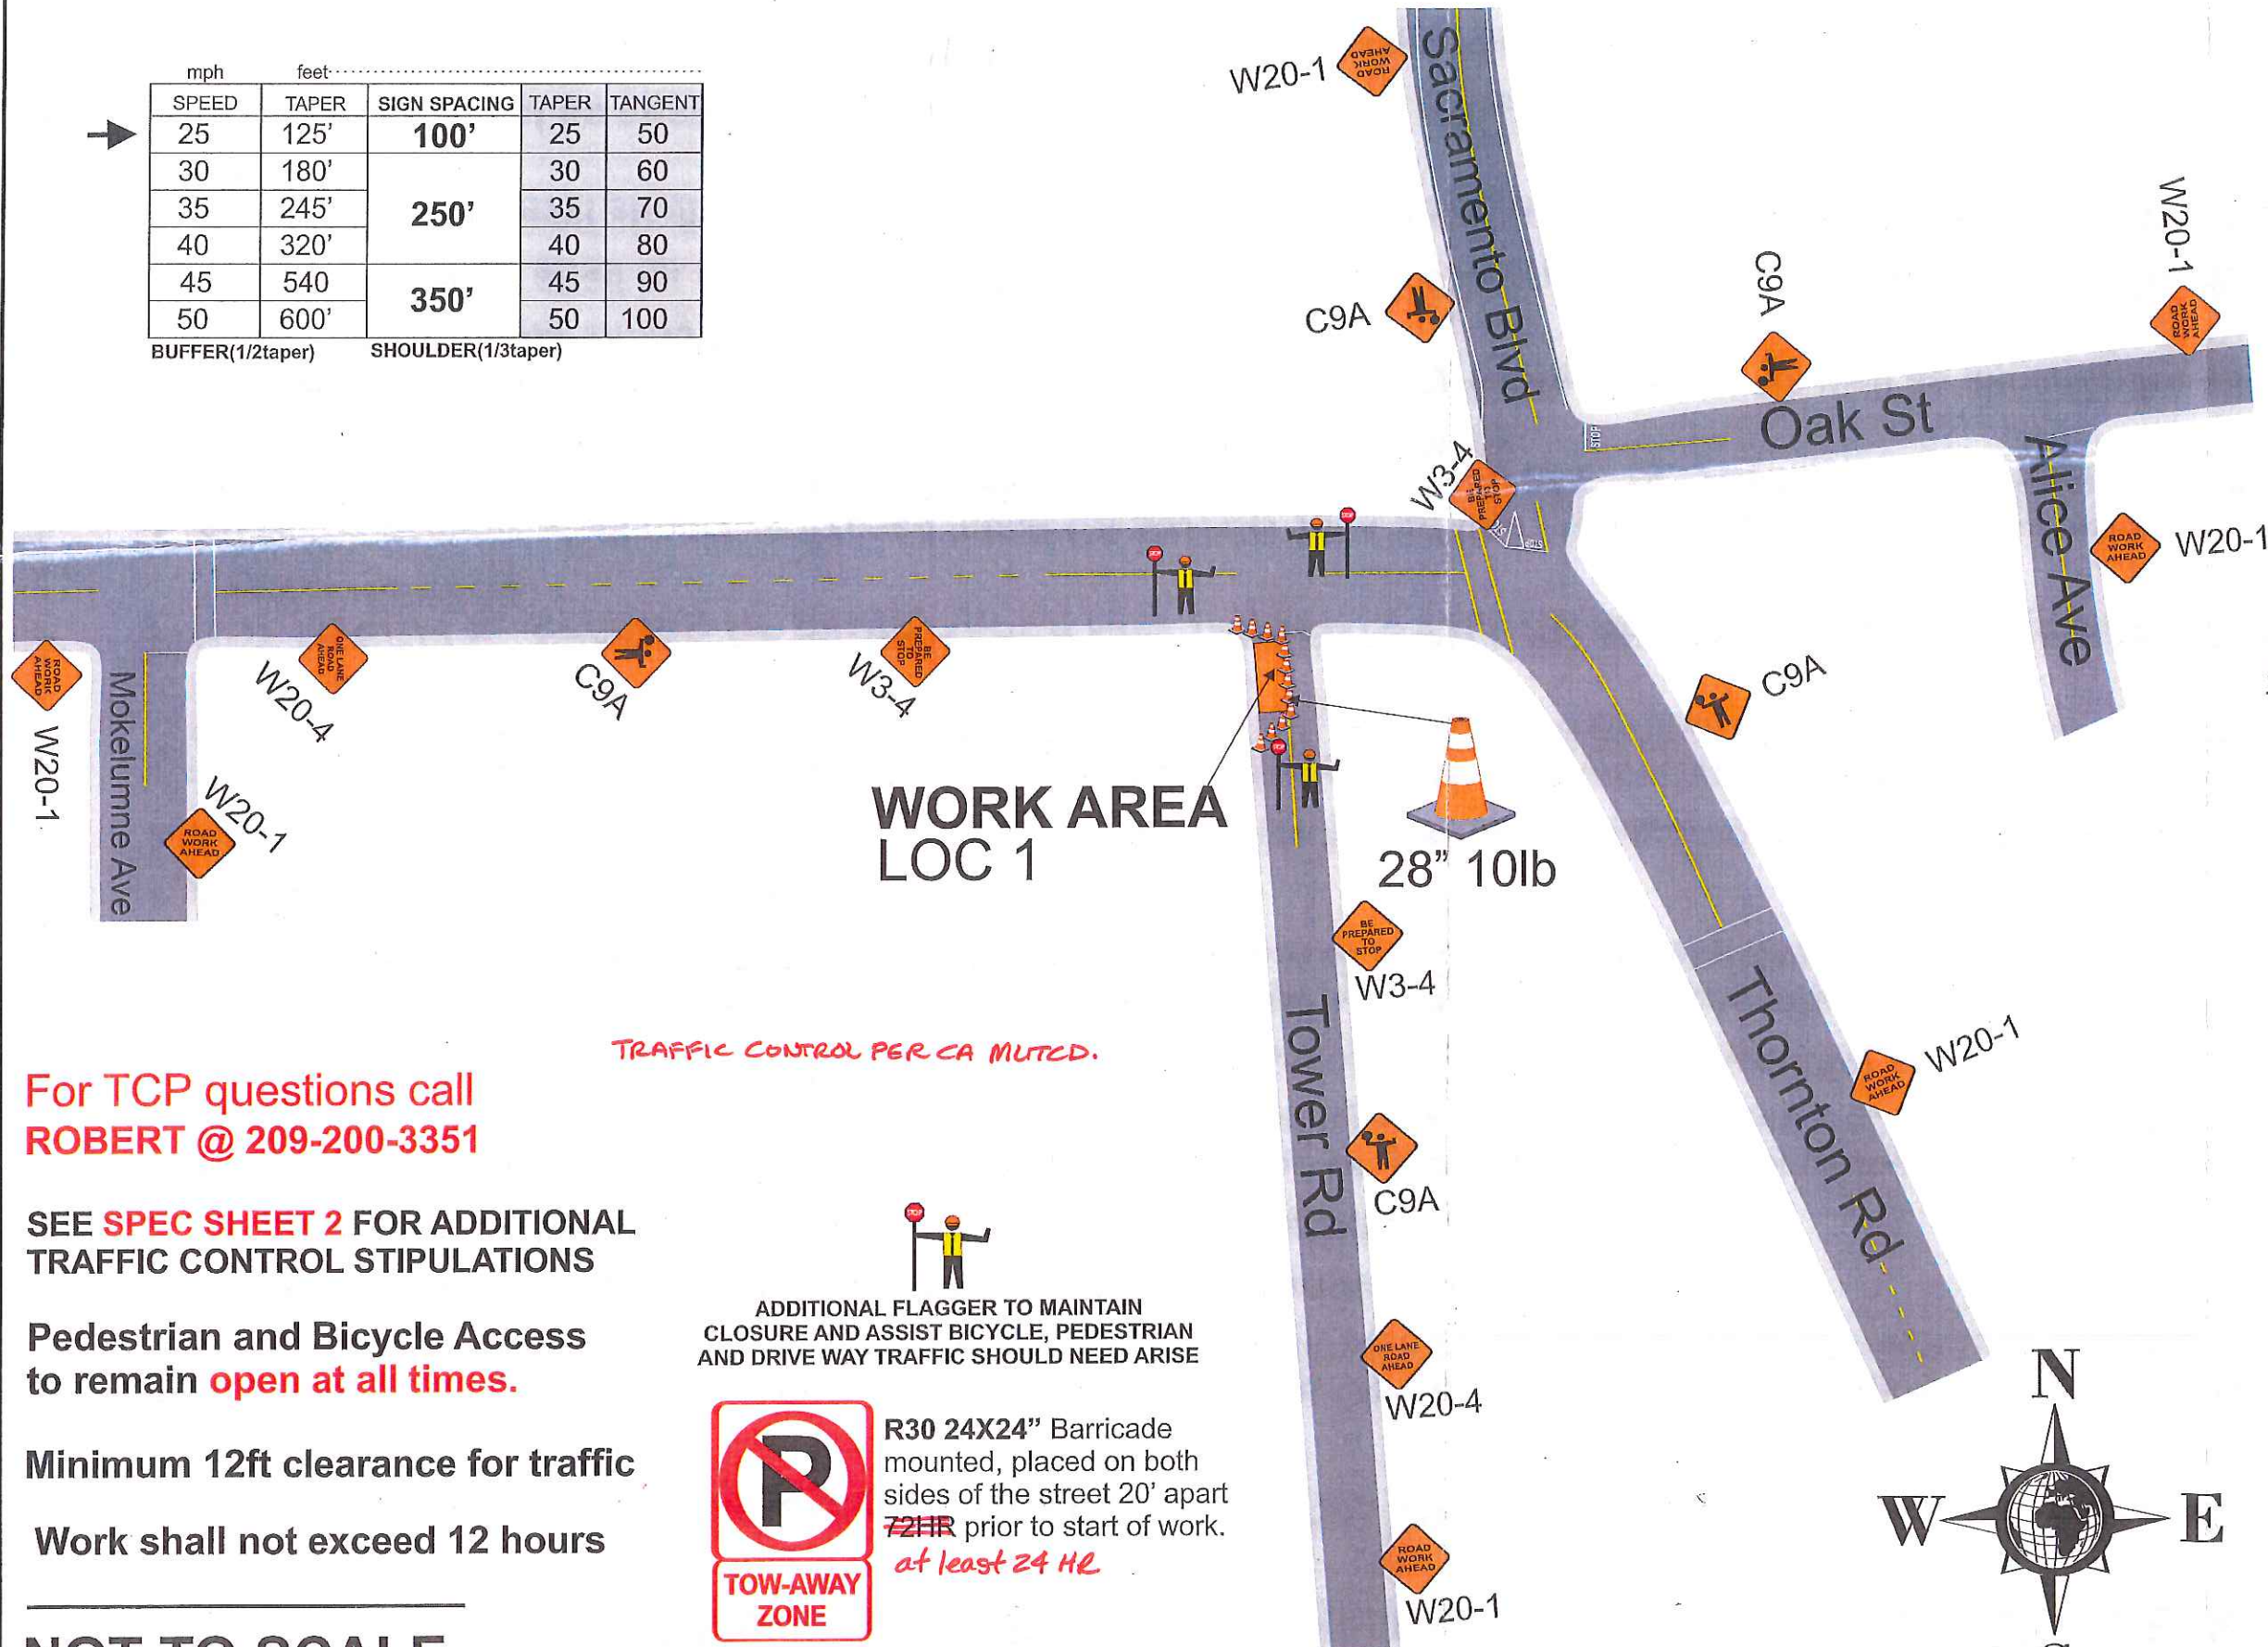 mph feet
SPEED TAPER SIGN SPACING TAPER TANGENT
25 125' 100' 25 50
30 180' 30 60
35 245' 250' 35 70
40 320' 40 80
45 540 350' 45 90
50 600' 50 100
BUFFER(1/2taper) SHOULDER(1/3taper)
W20-1
ROAD
WORK
AHEAD
Sacramento Blvd
C9A
C9A
W20-1
ROAD
WORK
AHEAD
STOP
Oak St
Alice Ave
ROAD
WORK
AHEAD
W20-1
W3-4
BE
PREPARED
TO
STOP
STOP
STOP
STOP
ROAD
WORK
AHEAD
W20-1
Mokelumne Ave
ROAD
WORK
AHEAD
W20-1
ONE LANE
ROAD
AHEAD
W20-4
C9A
BE
PREPARED
TO
STOP
W3-4
STOP
WORK AREA
LOC 1
28” 10lb
C9A
BE
PREPARED
TO
STOP
W3-4
Tower Rd
Thornton Rd
ROAD
WORK
AHEAD
W20-1
C9A
ONE LANE
ROAD
AHEAD
W20-4
ROAD
WORK
AHEAD
W20-1
TRAFFIC CONTROL PER CA MUTCD.
For TCP questions call
ROBERT @ 209-200-3351
SEE SPEC SHEET 2 FOR ADDITIONAL
TRAFFIC CONTROL STIPULATIONS
Pedestrian and Bicycle Access
to remain open at all times.
Minimum 12ft clearance for traffic
Work shall not exceed 12 hours
NOT TO SCALE
STOP
ADDITIONAL FLAGGER TO MAINTAIN
CLOSURE AND ASSIST BICYCLE, PEDESTRIAN
AND DRIVE WAY TRAFFIC SHOULD NEED ARISE
P
TOW-AWAY
ZONE
R30 24X24” Barricade
mounted, placed on both
sides of the street 20' apart
72HR prior to start of work.
at least 24 HR
N
W E
S